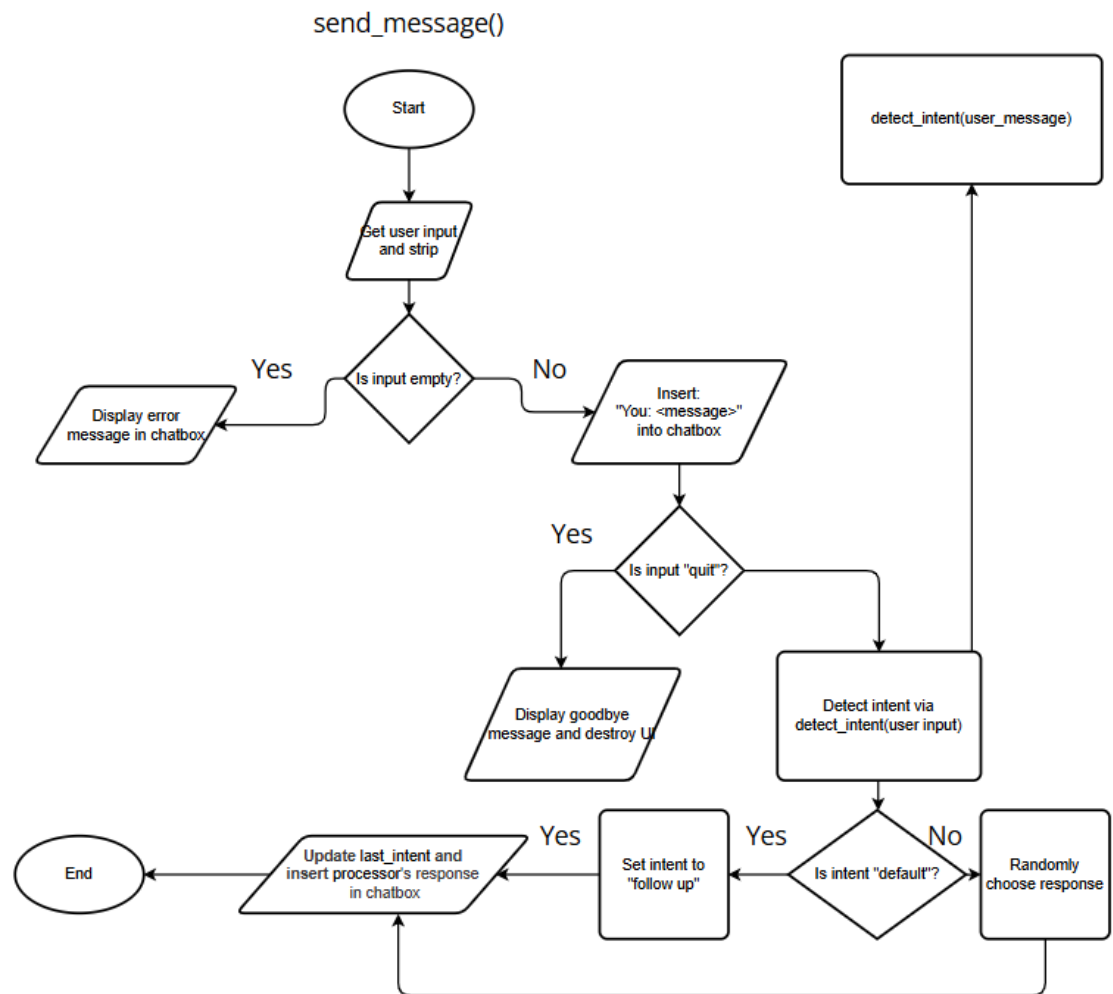 send_message()
Start
detect_intent(user_message)
Get user input
and strip
Yes
Is input empty?
No
Display error
message in chatbox
Insert:
"You: <message>"
into chatbox
Yes
Is input "quit"?
Display goodbye
message and destroy UI
Detect intent via
detect_intent(user input)
End
Update last_intent and
insert processor's response
in chatbox
Yes
Set intent to
"follow up"
Yes
Is intent "default"?
No
Randomly
choose response